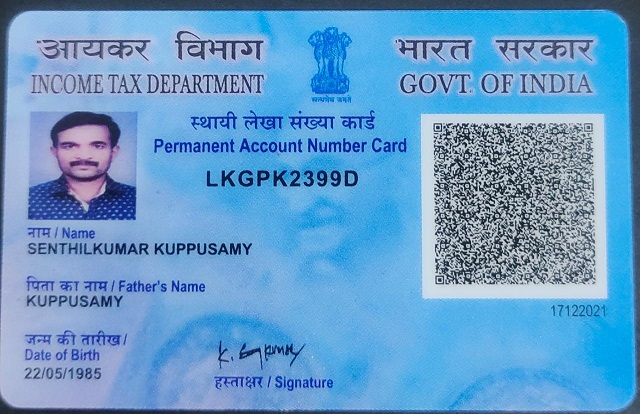 आयकर विभाग
INCOME TAX DEPARTMENT
सत्यमेव जयते
भारत सरकार
GOVT. OF INDIA
स्थायी लेखा संख्या कार्ड
Permanent Account Number Card
LKGPK2399D
नाम / Name
SENTHILKUMAR KUPPUSAMY
पिता का नाम / Father's Name
KUPPUSAMY
17122021
जन्म की तारीख /
Date of Birth
22/05/1985
हस्ताक्षर / Signature